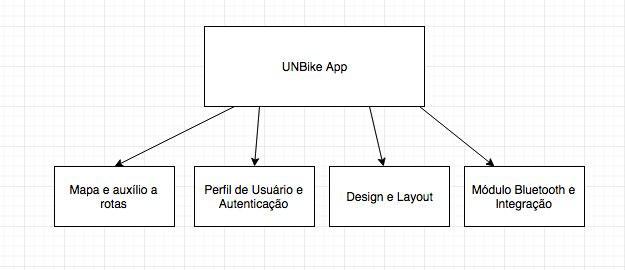 UNBike App
Mapa e auxílio a
rotas
Perfil de Usuário e
Autenticação
Design e Layout
Módulo Bluetooth e
Integração